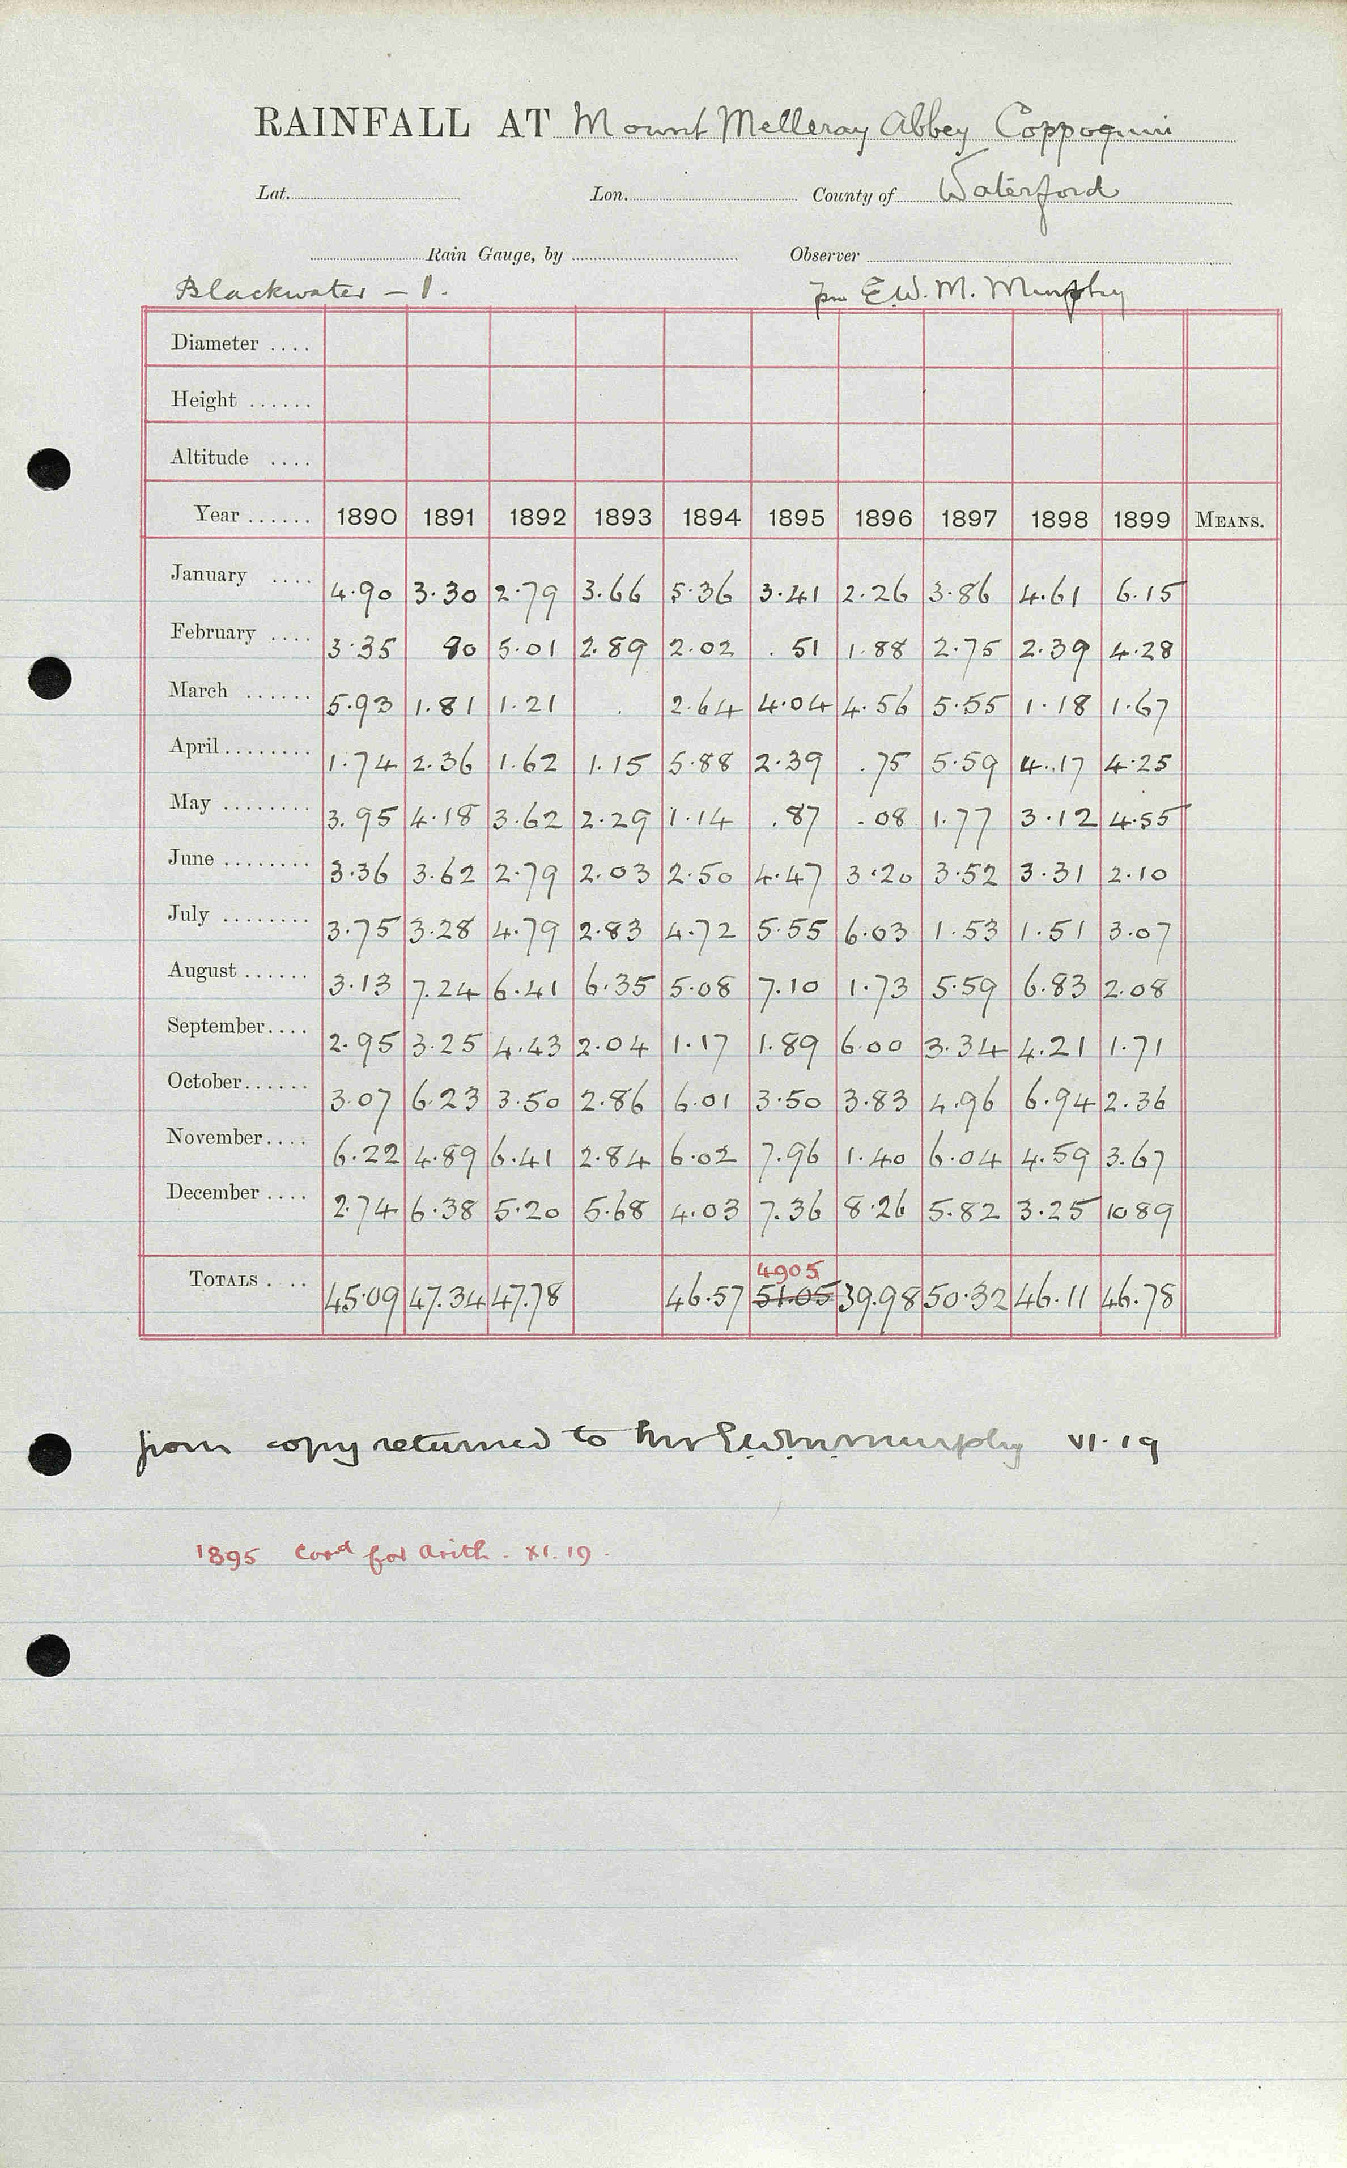 RAINFALL AT Mount Melleray Abbey Coppoquin
Lat. Lon. County of Waterford
Rain Gauge, by Observer
Blackwater – 1. pm E.W.M. Murphy
Diameter ....
Height ......
Altitude ....
Year ...... 1890 1891 1892 1893 1894 1895 1896 1897 1898 1899 MEANS.
January .... 4.90 3.30 2.79 3.66 5.36 3.41 2.26 3.86 4.61 6.15
February .... 3.35 80 5.01 2.89 2.02 .51 1.88 2.75 2.39 4.28
March ...... 5.93 1.81 1.21 . 2.64 4.04 4.56 5.55 1.18 1.67
April ........ 1.74 2.36 1.62 1.15 5.88 2.39 .75 5.59 4.17 4.25
May ........ 3.95 4.18 3.62 2.29 1.14 .87 .08 1.77 3.12 4.55
June ........ 3.36 3.62 2.79 2.03 2.50 4.47 3.20 3.52 3.31 2.10
July ........ 3.75 3.28 4.79 2.83 4.72 5.55 6.03 1.53 1.51 3.07
August ...... 3.13 7.24 6.41 6.35 5.08 7.10 1.73 5.59 6.83 2.08
September.... 2.95 3.25 4.43 2.04 1.17 1.89 6.00 3.34 4.21 1.71
October...... 3.07 6.23 3.50 2.86 6.01 3.50 3.83 4.96 6.94 2.36
November.... 6.22 4.89 6.41 2.84 6.02 7.96 1.40 6.04 4.59 3.67
December .... 2.74 6.38 5.20 5.68 4.03 7.36 8.26 5.82 3.25 10 89
4905
TOTALS .... 45.09 47.34 47.78 46.57 51.05 39.98 50.32 46.11 46.78
from copy returned to Mr E.W.M. Murphy VI.19
1895 Cord for Arith. XI.19